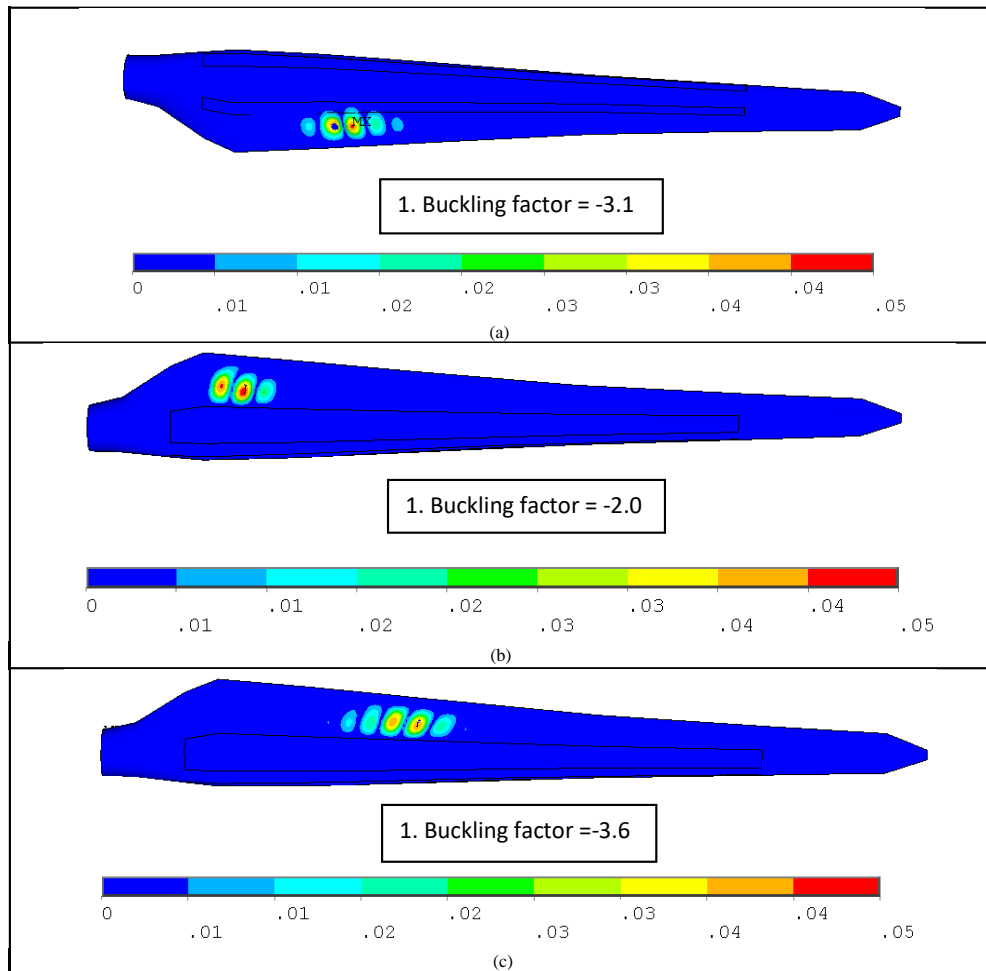 MX
1. Buckling factor = -3.1
0 .01 .02 .03 .04
.01 .02 .03 .04 .05
(a)
1. Buckling factor = -2.0
0 .01 .02 .03 .04
.01 .02 .03 .04 .05
(b)
1. Buckling factor =-3.6
0 .01 .02 .03 .04
.01 .02 .03 .04 .05
(c)